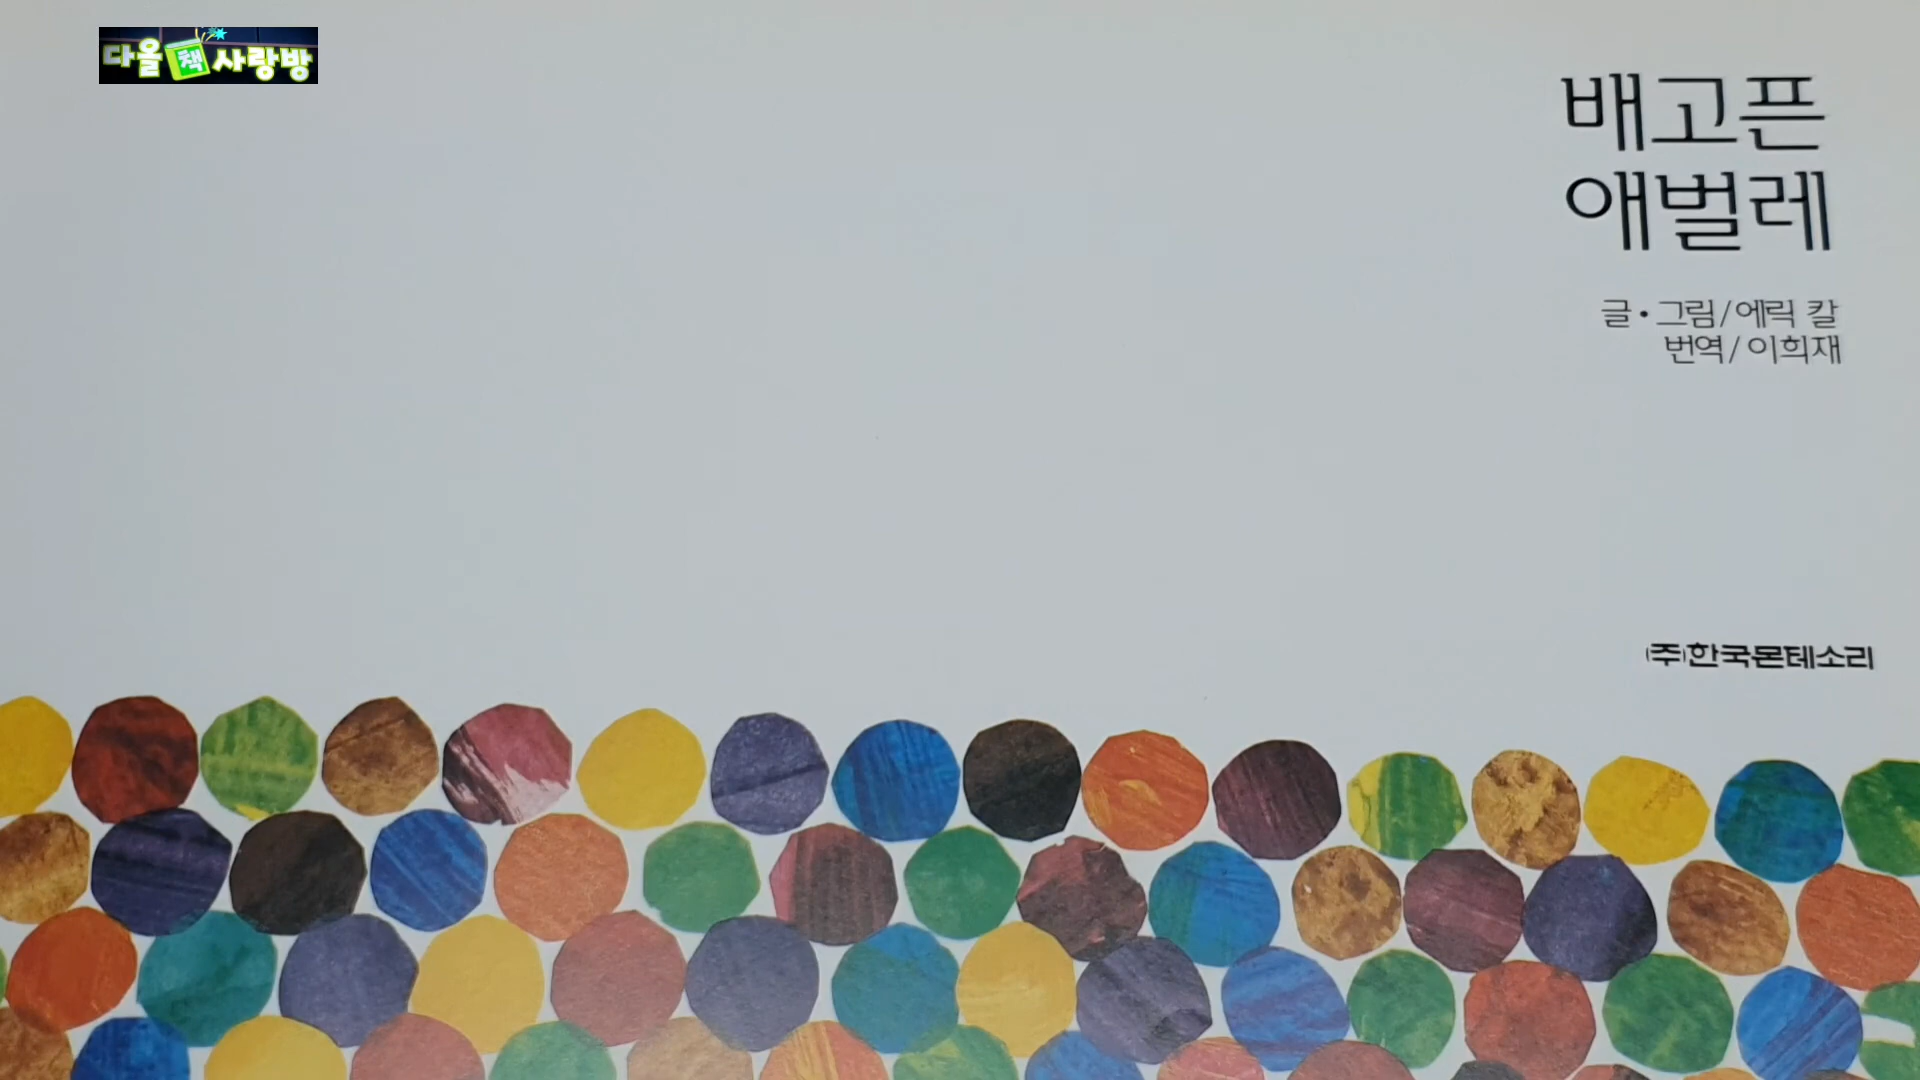 다올 책 사랑방
배고픈
애벌레
글•그림/에릭 칼
번역/이희재
(주)한국몬테소리